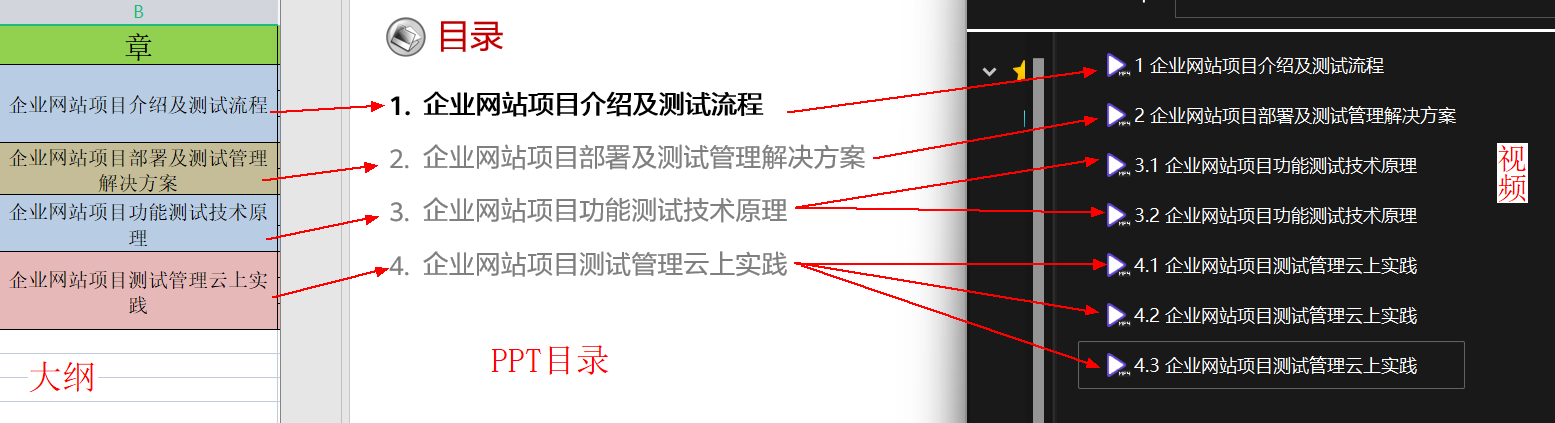 B
章
企业网站项目介绍及测试流程
企业网站项目部署及测试管理
解决方案
企业网站项目功能测试技术原
理
企业网站项目测试管理云上实
践
大纲
目录
1. 企业网站项目介绍及测试流程
2. 企业网站项目部署及测试管理解决方案
3. 企业网站项目功能测试技术原理
4. 企业网站项目测试管理云上实践
PPT目录
1 企业网站项目介绍及测试流程
2 企业网站项目部署及测试管理解决方案
3.1 企业网站项目功能测试技术原理
3.2 企业网站项目功能测试技术原理
4.1 企业网站项目测试管理云上实践
4.2 企业网站项目测试管理云上实践
4.3 企业网站项目测试管理云上实践
视
频